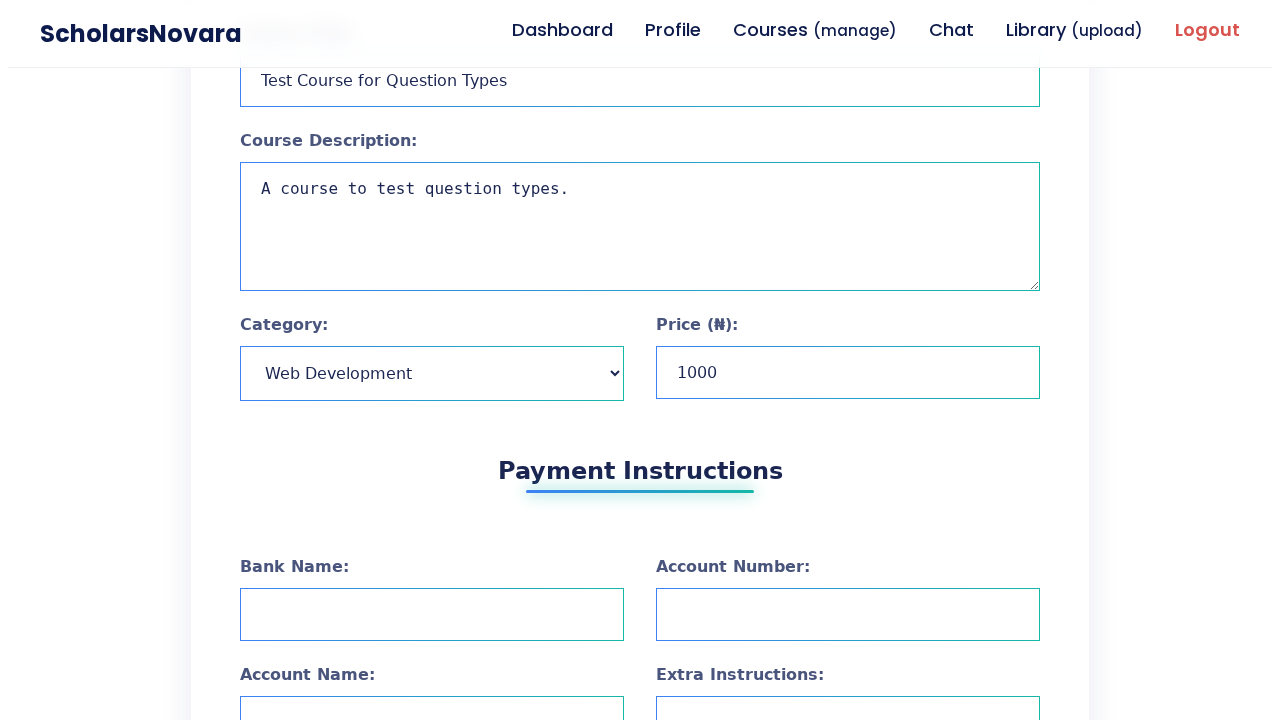 ScholarsNovara
Dashboard
Profile
Courses (manage)
Chat
Library (upload)
Logout
Test Course for Question Types
Course Description:
A course to test question types.
Category:
Price (₦):
Web Development
1000
Payment Instructions
Bank Name:
Account Number:
Account Name:
Extra Instructions: